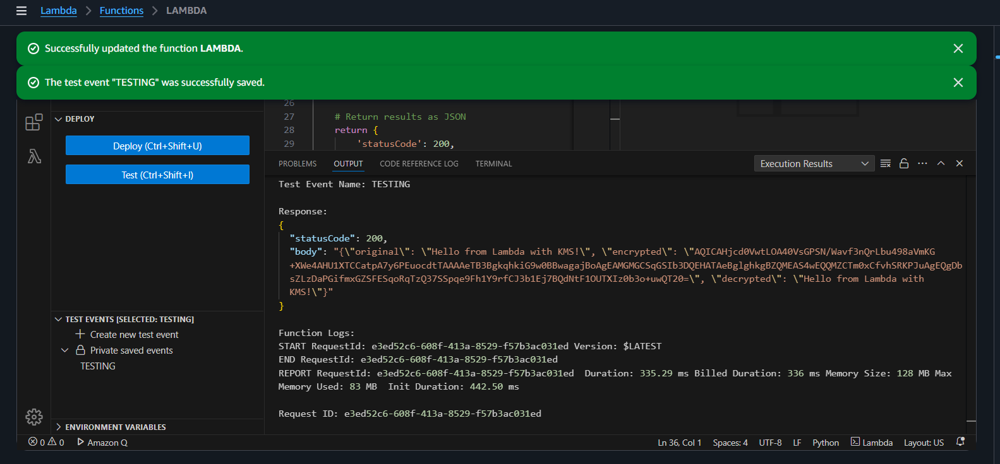 Lambda > Functions > LAMBDA
Successfully updated the function LAMBDA.
The test event "TESTING" was successfully saved.
DEPLOY
Deploy (Ctrl+Shift+U)
Test (Ctrl+Shift+I)
26
27 # Return results as JSON
28 return {
29 'statusCode': 200,
PROBLEMS OUTPUT CODE REFERENCE LOG TERMINAL Execution Results
Test Event Name: TESTING
Response:
{
"statusCode": 200,
"body": "{\"original\": \"Hello from Lambda with KMS!\", \"encrypted\": \"AQICAHjcd0VwtLOA40VsGPSN/Wavf3nQrLbu498aVmKG
+XWe4AHU1XTCCatpA7y6PEuocdtTAAAAeTB3BgkqhkiG9w0BBwagajBoAgEAMGMGCSqGSIb3DQEHATAeBglghkgBZQMEAS4wEQQMZCTm0xCfvhSRKPJuAgEQgDb
sZLzDaPGifmxGZSFESqoRqTzQ37SSpqe9Fh1Y9rfCJ3b1Ej7BQdNtF1OUTXIz0b3o+uwQT20=\", \"decrypted\": \"Hello from Lambda with
KMS!\"}"
}
Function Logs:
START RequestId: e3ed52c6-608f-413a-8529-f57b3ac031ed Version: $LATEST
END RequestId: e3ed52c6-608f-413a-8529-f57b3ac031ed
REPORT RequestId: e3ed52c6-608f-413a-8529-f57b3ac031ed Duration: 335.29 ms Billed Duration: 336 ms Memory Size: 128 MB Max
Memory Used: 83 MB Init Duration: 442.50 ms
Request ID: e3ed52c6-608f-413a-8529-f57b3ac031ed
TEST EVENTS [SELECTED: TESTING]
Create new test event
Private saved events
TESTING
ENVIRONMENT VARIABLES
0 0 Amazon Q Ln 36, Col 1 Spaces: 4 UTF-8 LF Python Lambda Layout: US